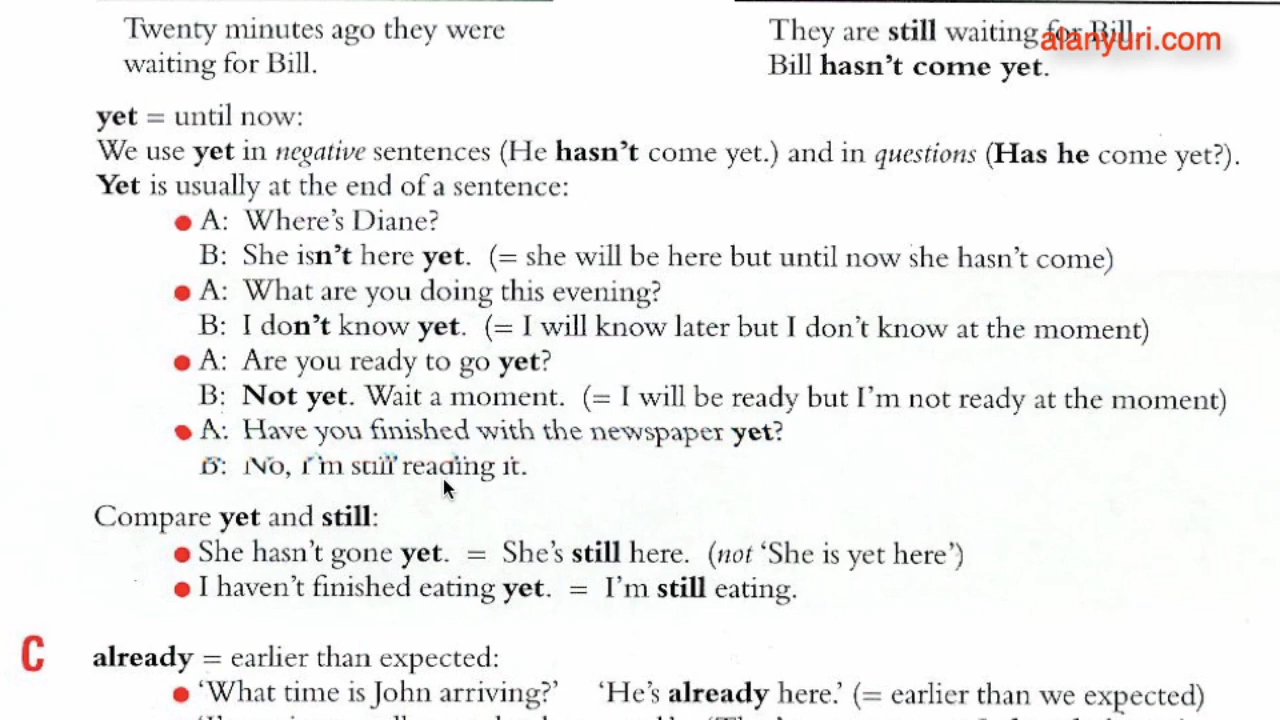 Twenty minutes ago they were
waiting for Bill.
They are still waiting for Bill.
Bill hasn't come yet.
alanyuri.com
yet = until now:
We use yet in negative sentences (He hasn't come yet.) and in questions (Has he come yet?).
Yet is usually at the end of a sentence:
● A: Where's Diane?
B: She isn't here yet. (= she will be here but until now she hasn't come)
● A: What are you doing this evening?
B: I don't know yet. (= I will know later but I don't know at the moment)
● A: Are you ready to go yet?
B: Not yet. Wait a moment. (= I will be ready but I'm not ready at the moment)
● A: Have you finished with the newspaper yet?
B: No, I'm still reading it.
Compare yet and still:
● She hasn't gone yet. = She's still here. (not 'She is yet here')
● I haven't finished eating yet. = I'm still eating.
C already = earlier than expected:
● 'What time is John arriving?' 'He's already here.' (= earlier than we expected)